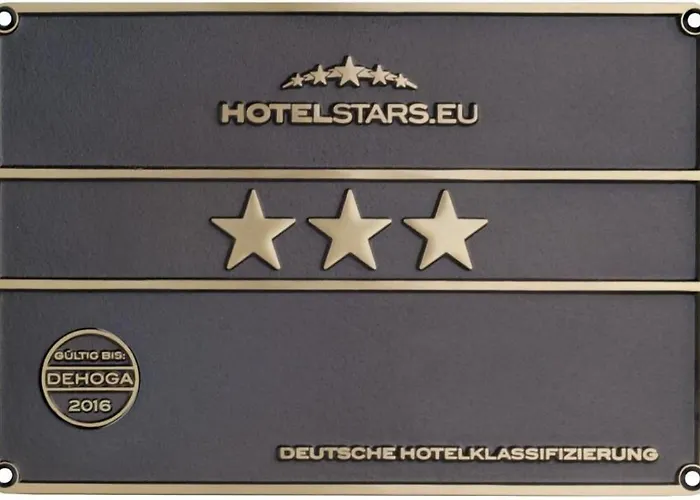 HOTELSTARS.EU
GÜLTIG BIS:
DEHOGA
2016
DEUTSCHE HOTELKLASSIFIZIERUNG